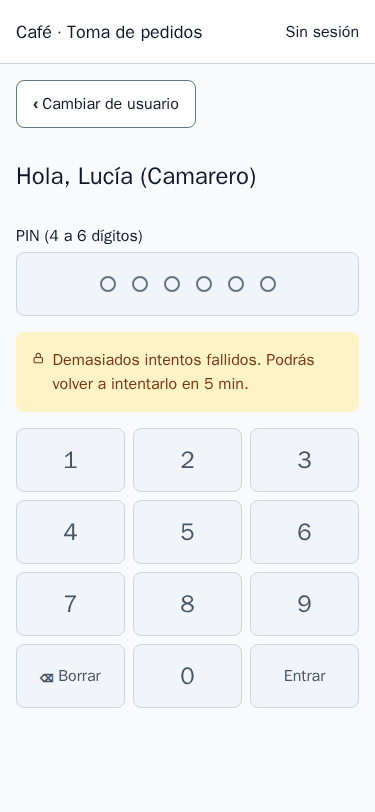 Café · Toma de pedidos
Sin sesión
‹ Cambiar de usuario
Hola, Lucía (Camarero)
PIN (4 a 6 dígitos)
Demasiados intentos fallidos. Podrás
volver a intentarlo en 5 min.
1 2 3
4 5 6
7 8 9
⌫ Borrar 0 Entrar